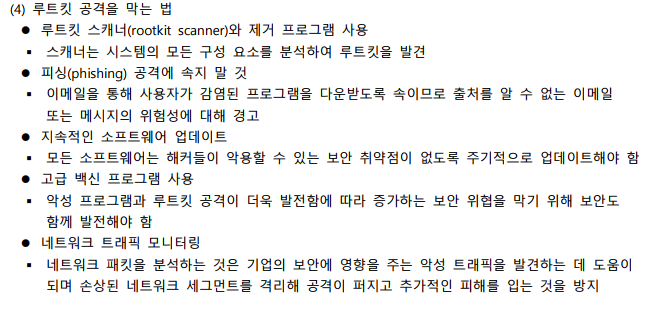 (4) 루트킷 공격을 막는 법
● 루트킷 스캐너(rootkit scanner)와 제거 프로그램 사용
▪ 스캐너는 시스템의 모든 구성 요소를 분석하여 루트킷을 발견
● 피싱(phishing) 공격에 속지 말 것
▪ 이메일을 통해 사용자가 감염된 프로그램을 다운받도록 속이므로 출처를 알 수 없는 이메일
또는 메시지의 위험성에 대해 경고
● 지속적인 소프트웨어 업데이트
▪ 모든 소프트웨어는 해커들이 악용할 수 있는 보안 취약점이 없도록 주기적으로 업데이트해야 함
● 고급 백신 프로그램 사용
▪ 악성 프로그램과 루트킷 공격이 더욱 발전함에 따라 증가하는 보안 위협을 막기 위해 보안도
함께 발전해야 함
● 네트워크 트래픽 모니터링
▪ 네트워크 패킷을 분석하는 것은 기업의 보안에 영향을 주는 악성 트래픽을 발견하는 데 도움이
되며 손상된 네트워크 세그먼트를 격리해 공격이 퍼지고 추가적인 피해를 입는 것을 방지